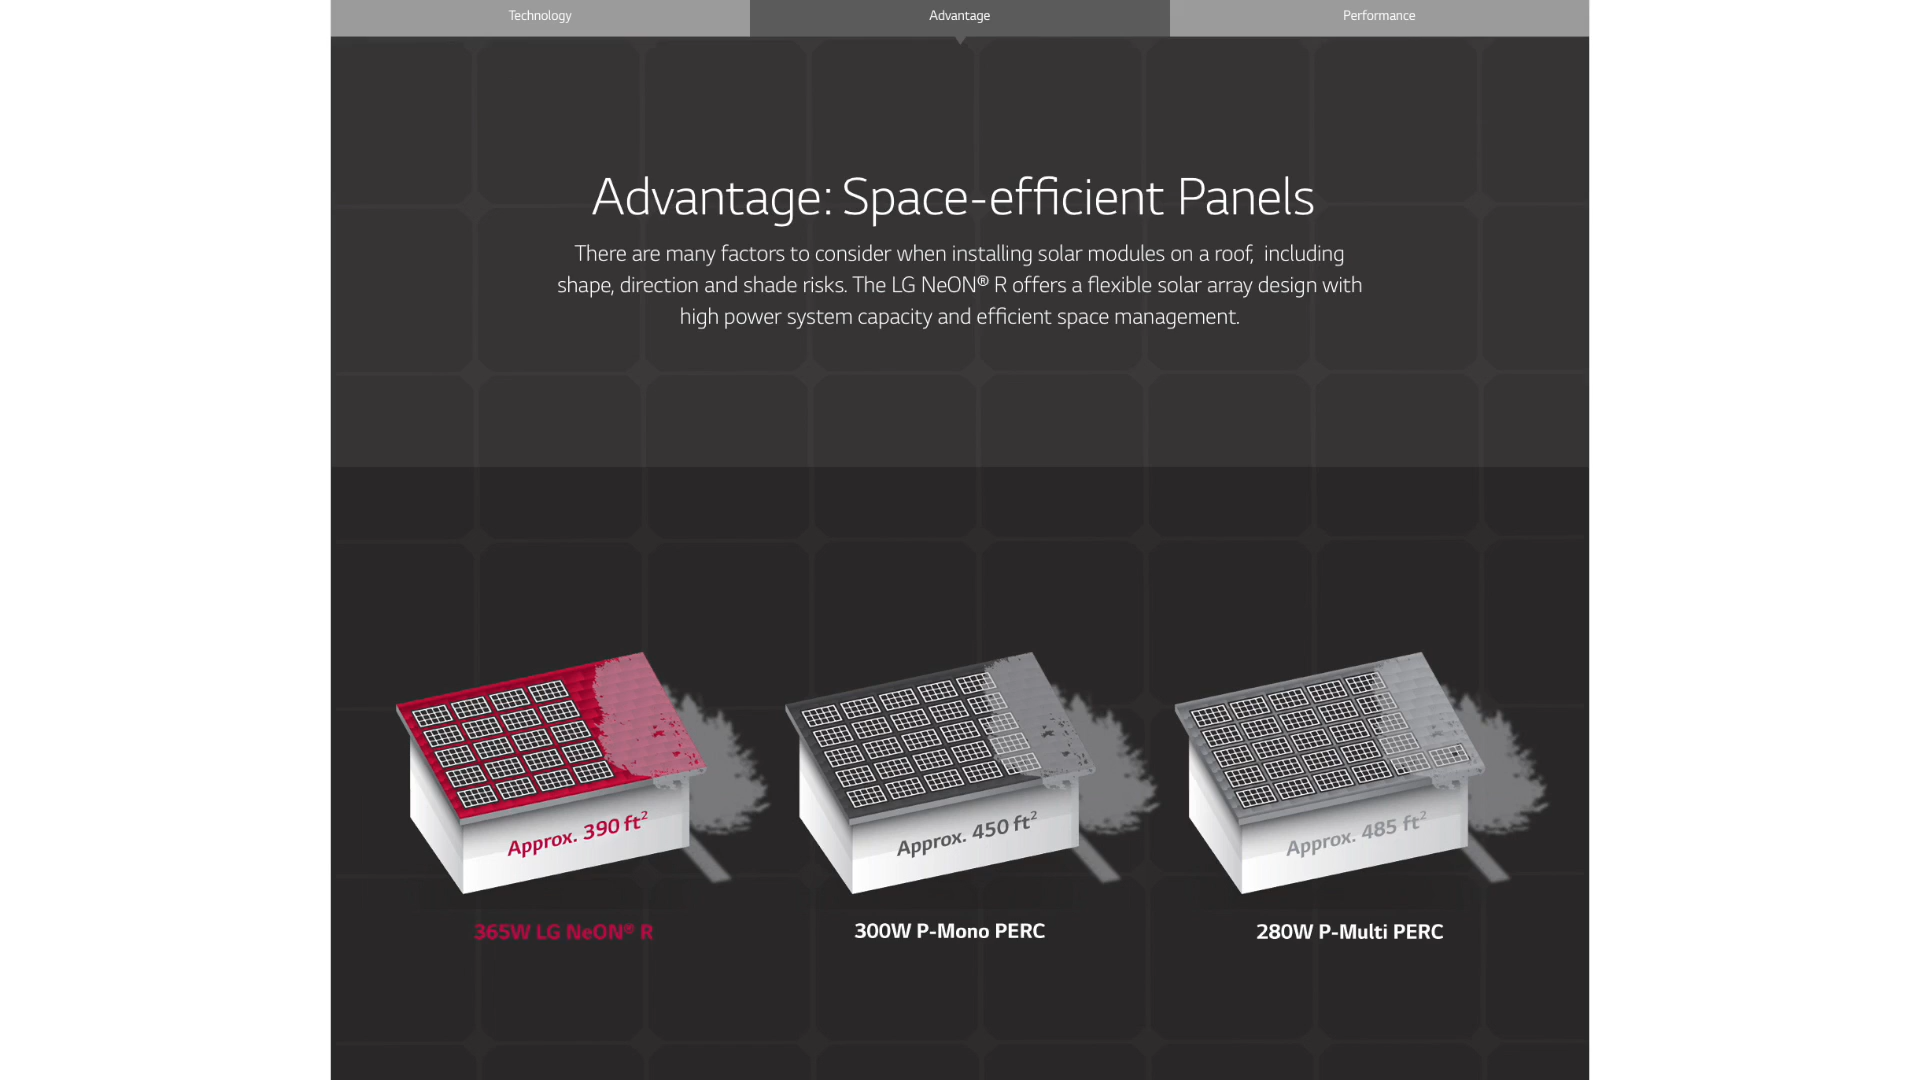 Technology
Advantage
Performance
Advantage: Space-efficient Panels
There are many factors to consider when installing solar modules on a roof, including
shape, direction and shade risks. The LG NeON® R offers a flexible solar array design with
high power system capacity and efficient space management.
Approx. 390 ft²
Approx. 450 ft²
Approx. 485 ft²
365W LG NeON® R
300W P-Mono PERC
280W P-Multi PERC